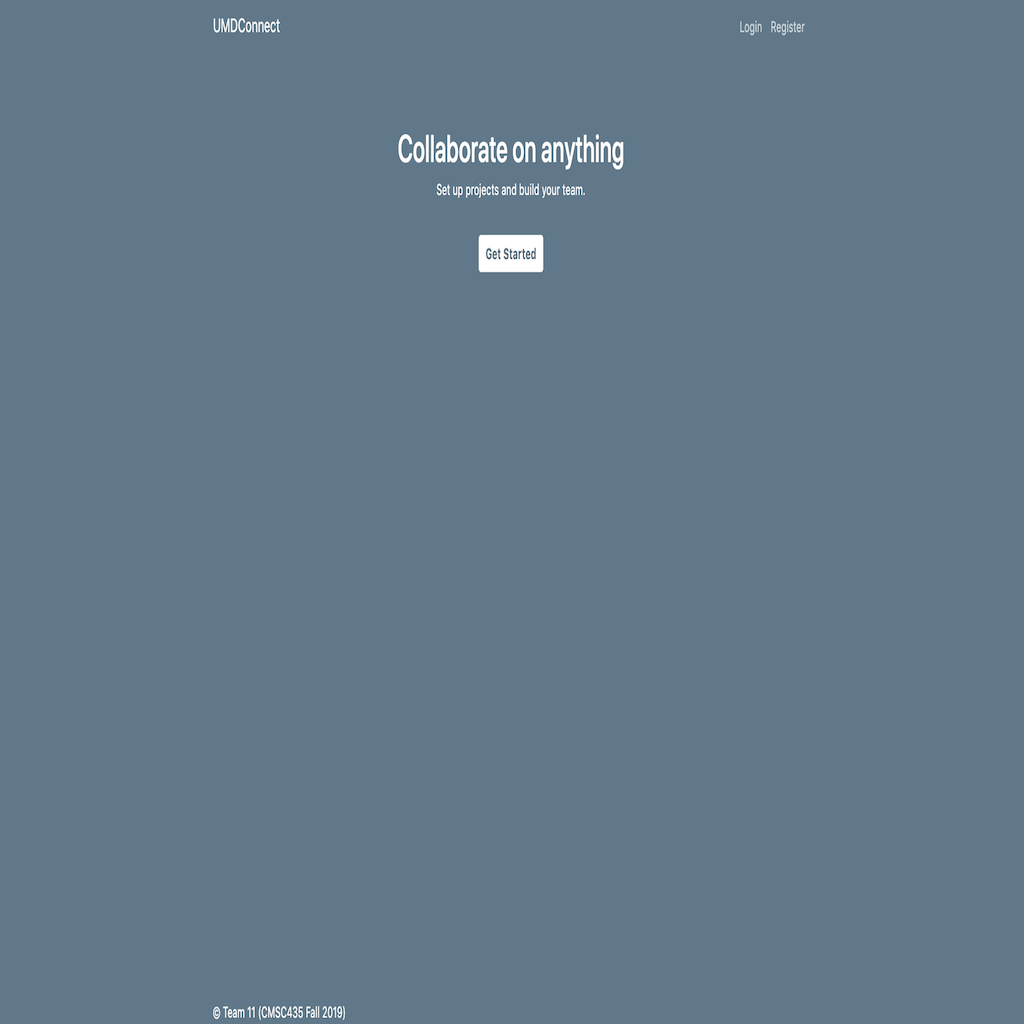 UMDConnect
Login Register
Collaborate on anything
Set up projects and build your team.
Get Started
© Team 11 (CMSC435 Fall 2019)